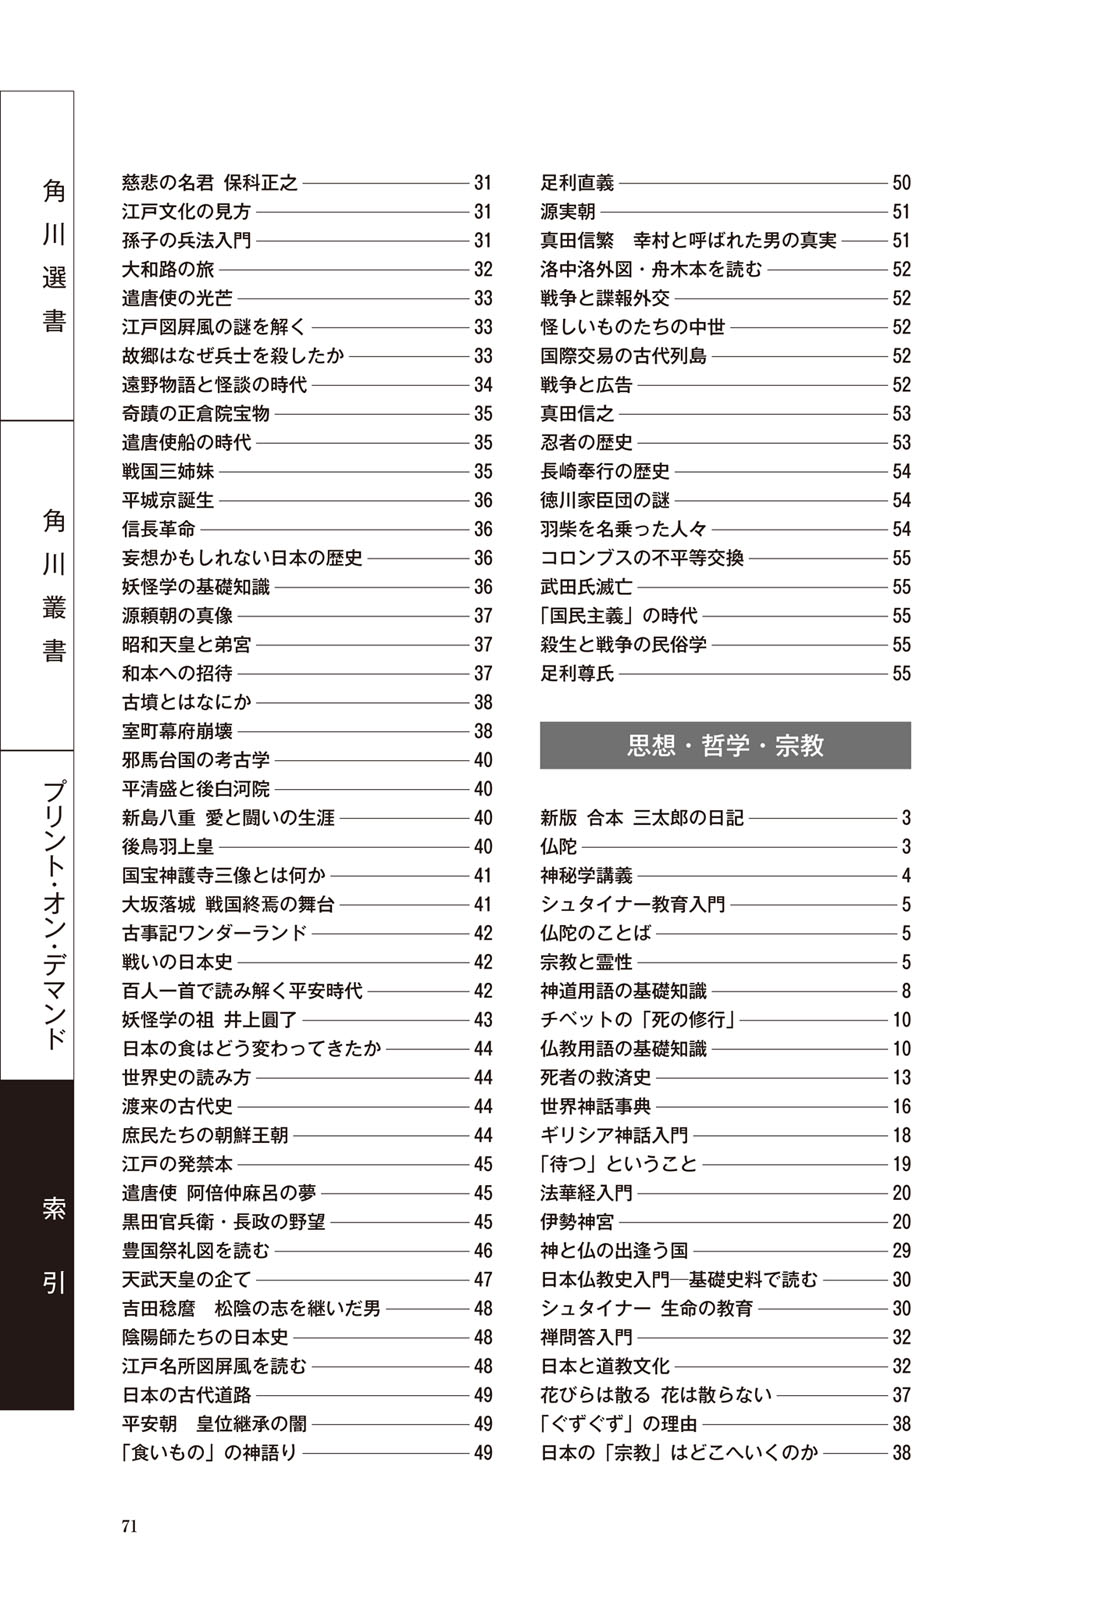 角川選書
角川叢書
プリント・オン・デマンド
索引
慈悲の名君 保科正之 31
江戸文化の見方 31
孫子の兵法入門 31
大和路の旅 32
遣唐使の光芒 33
江戸図屛風の謎を解く 33
故郷はなぜ兵士を殺したか 33
遠野物語と怪談の時代 34
奇蹟の正倉院宝物 35
遣唐使船の時代 35
戦国三姉妹 35
平城京誕生 36
信長革命 36
妄想かもしれない日本の歴史 36
妖怪学の基礎知識 36
源頼朝の真像 37
昭和天皇と弟宮 37
和本への招待 37
古墳とはなにか 38
室町幕府崩壊 38
邪馬台国の考古学 40
平清盛と後白河院 40
新島八重 愛と闘いの生涯 40
後鳥羽上皇 40
国宝神護寺三像とは何か 41
大坂落城 戦国終焉の舞台 41
古事記ワンダーランド 42
戦いの日本史 42
百人一首で読み解く平安時代 42
妖怪学の祖 井上圓了 43
日本の食はどう変わってきたか 44
世界史の読み方 44
渡来の古代史 44
庶民たちの朝鮮王朝 44
江戸の発禁本 45
遣唐使 阿倍仲麻呂の夢 45
黒田官兵衛・長政の野望 45
豊国祭礼図を読む 46
天武天皇の企て 47
吉田稔麿　松陰の志を継いだ男 48
陰陽師たちの日本史 48
江戸名所図屛風を読む 48
日本の古代道路 49
平安朝　皇位継承の闇 49
「食いもの」の神語り 49
足利直義 50
源実朝 51
真田信繁　幸村と呼ばれた男の真実 51
洛中洛外図・舟木本を読む 52
戦争と諜報外交 52
怪しいものたちの中世 52
国際交易の古代列島 52
戦争と広告 52
真田信之 53
忍者の歴史 53
長崎奉行の歴史 54
徳川家臣団の謎 54
羽柴を名乗った人々 54
コロンブスの不平等交換 55
武田氏滅亡 55
「国民主義」の時代 55
殺生と戦争の民俗学 55
足利尊氏 55
思想・哲学・宗教
新版 合本 三太郎の日記 3
仏陀 3
神秘学講義 4
シュタイナー教育入門 5
仏陀のことば 5
宗教と霊性 5
神道用語の基礎知識 8
チベットの「死の修行」 10
仏教用語の基礎知識 10
死者の救済史 13
世界神話事典 16
ギリシア神話入門 18
「待つ」ということ 19
法華経入門 20
伊勢神宮 20
神と仏の出逢う国 29
日本仏教史入門―基礎史料で読む 30
シュタイナー 生命の教育 30
禅問答入門 32
日本と道教文化 32
花びらは散る 花は散らない 37
「ぐずぐず」の理由 38
日本の「宗教」はどこへいくのか 38
71